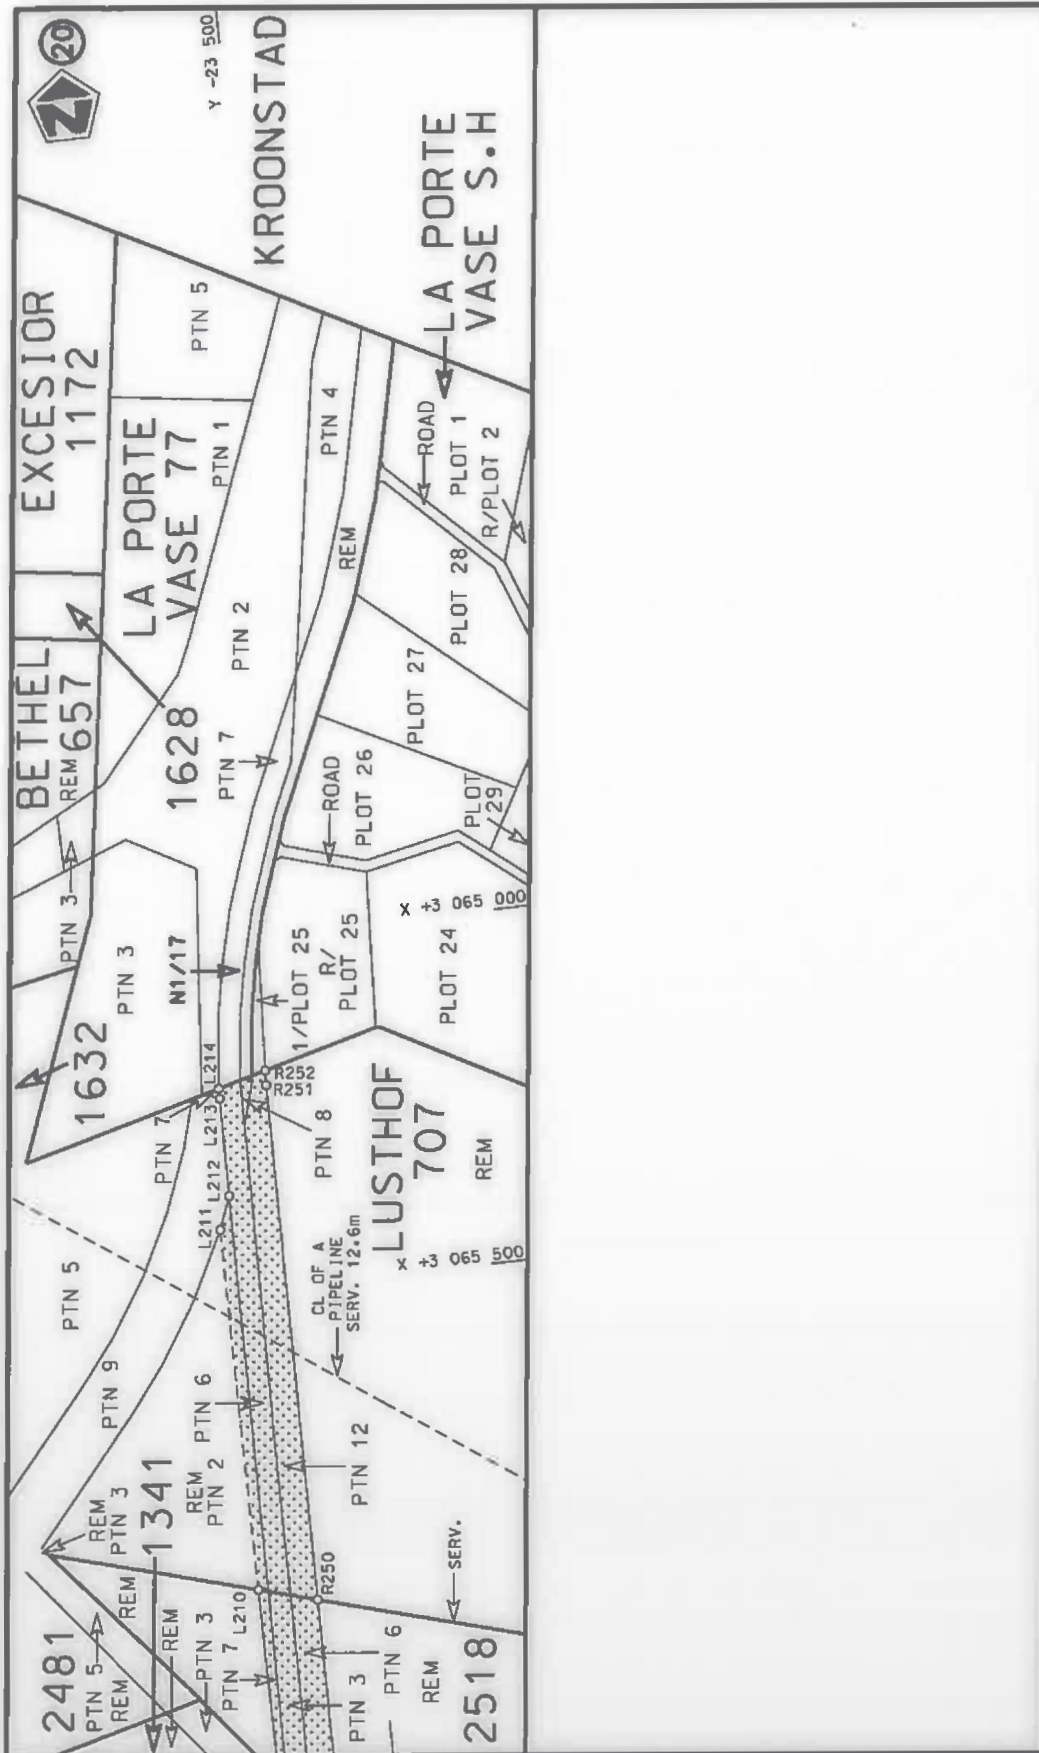 20
Y -23 500
KROONSTAD
LA PORTE
VASE S.H
EXCESIOR
1172
PTN 5
LA PORTE
VASE 77
PTN 1
PTN 4
ROAD
PLOT 1
R/PLOT 2
REM
PLOT 28
PTN 2
PLOT 27
BETHEL
REM 657
1628
PTN 7
ROAD
PLOT 26
PLOT
29
X +3 065 000
PTN 3
PTN 3
N1/17
1/PLOT 25
R/
PLOT 25
PLOT 24
1632
L214
R252
R251
L213
PTN 7
PTN 8
LUSTHOF
707
REM
L212
L211
CL OF A
PIPELINE
SERV. 12.6m
X +3 065 500
PTN 5
PTN 9
PTN 6
REM
PTN 2
PTN 12
1341
REM
PTN 3
R250
SERV.
L210
REM
REM
PTN 3
PTN 7
2481
PTN 5
REM
PTN 3
PTN 6
REM
2518